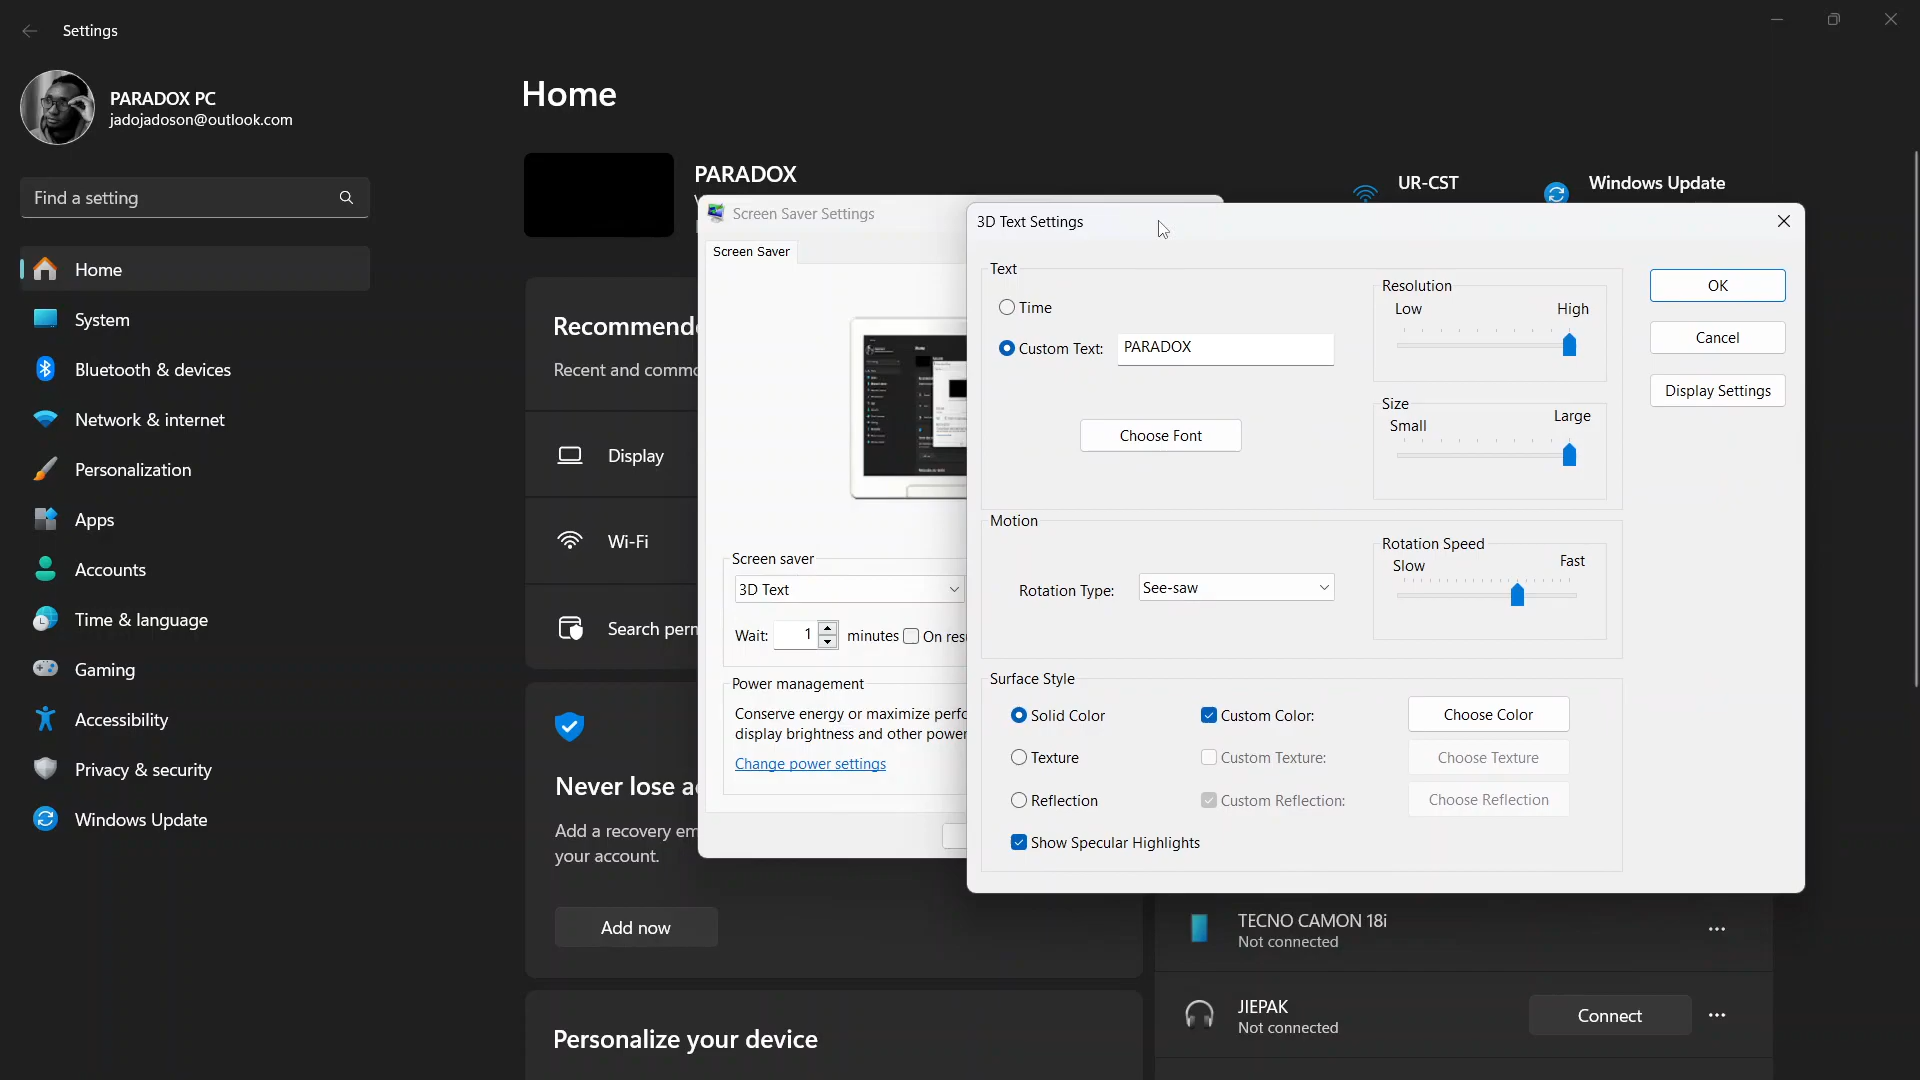 Settings
PARADOX PC
jadojadoson@outlook.com
Find a setting
Home
System
Bluetooth & devices
Network & internet
Personalization
Apps
Accounts
Time & language
Gaming
Accessibility
Privacy & security
Windows Update
Home
PARADOX
UR-CST
Windows Update
Recommende
Recent and commo
Display
Wi-Fi
Search perm
Never lose a
Add a recovery em
your account.
Add now
Personalize your device
TECNO CAMON 18i
Not connected
JIEPAK
Not connected
Connect
Screen Saver Settings
Screen Saver
Screen saver
3D Text
Wait: 1 minutes On res
Power management
Conserve energy or maximize perfo
display brightness and other power
Change power settings
3D Text Settings
Text
Time
Custom Text: PARADOX
Choose Font
Resolution
Low High
Size
Small Large
OK
Cancel
Display Settings
Motion
Rotation Type: See-saw
Rotation Speed
Slow Fast
Surface Style
Solid Color Custom Color: Choose Color
Texture Custom Texture: Choose Texture
Reflection Custom Reflection: Choose Reflection
Show Specular Highlights